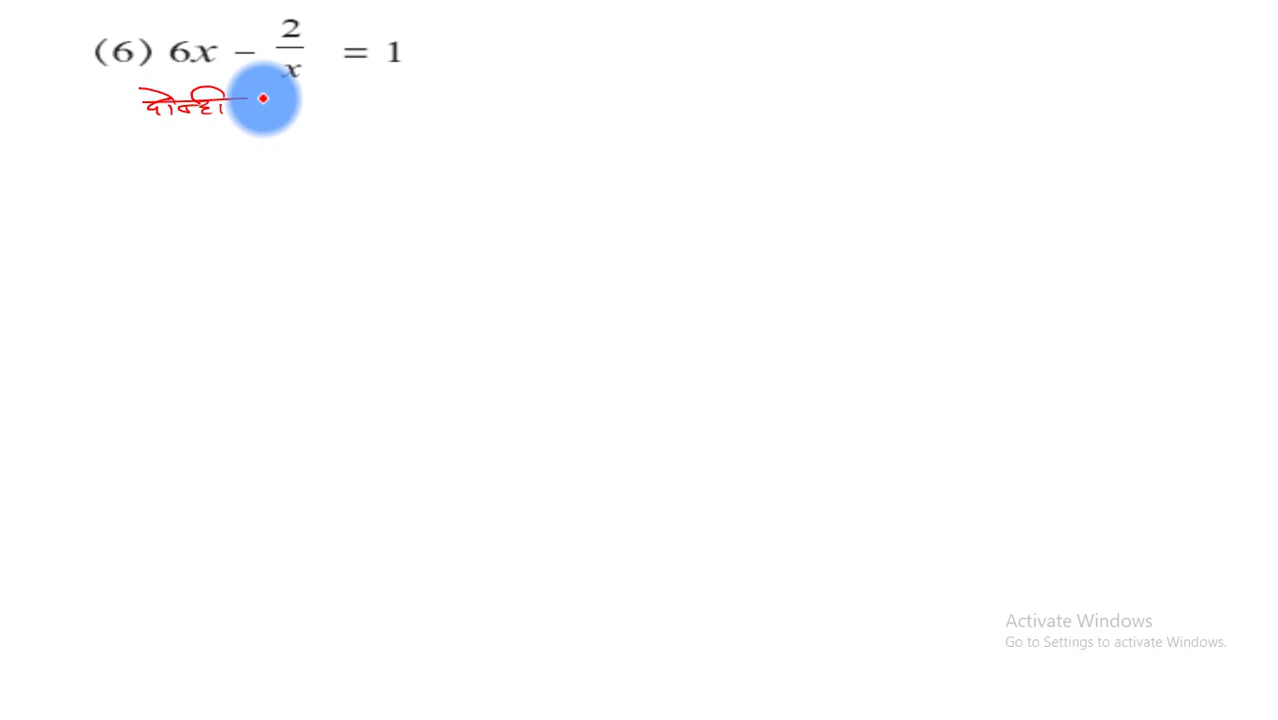 (6) 6x - 2/x = 1
दोन्ही
Activate Windows
Go to Settings to activate Windows.